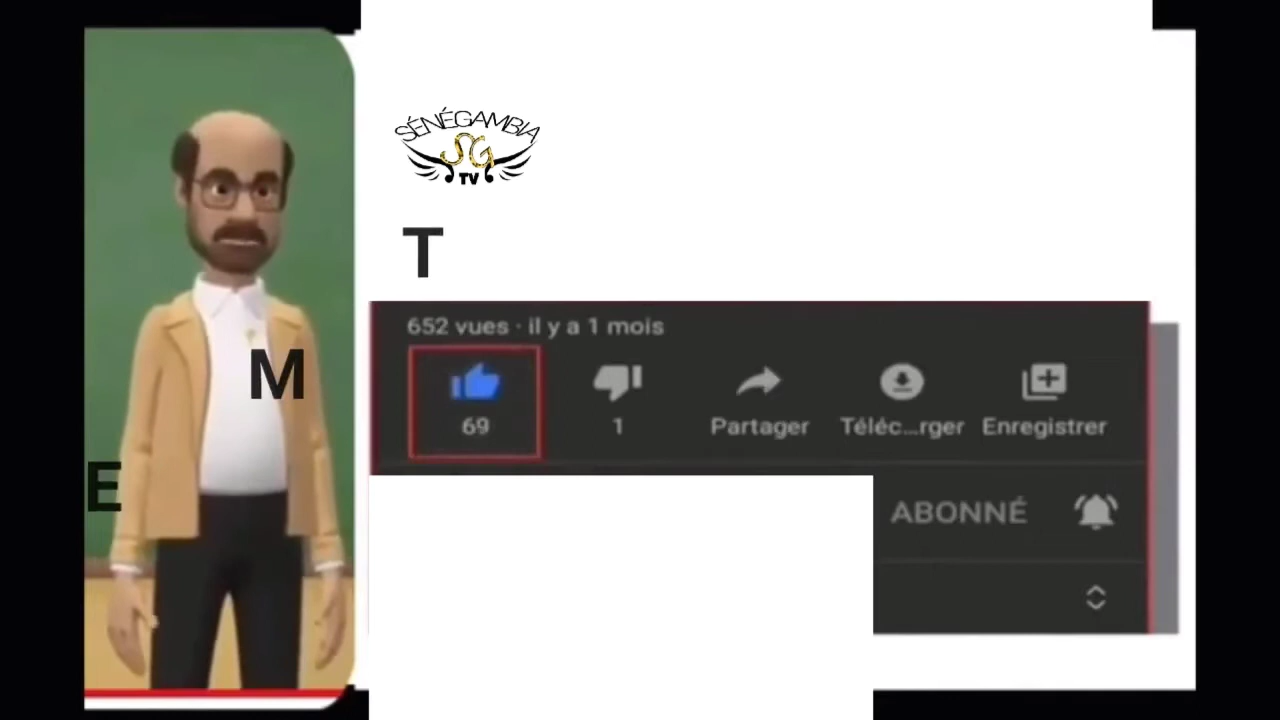 SÉNÉGAMBIA
SG
TV
T
652 vues · il y a 1 mois
69
1
Partager
Téléc...rger
Enregistrer
M
E
ABONNÉ